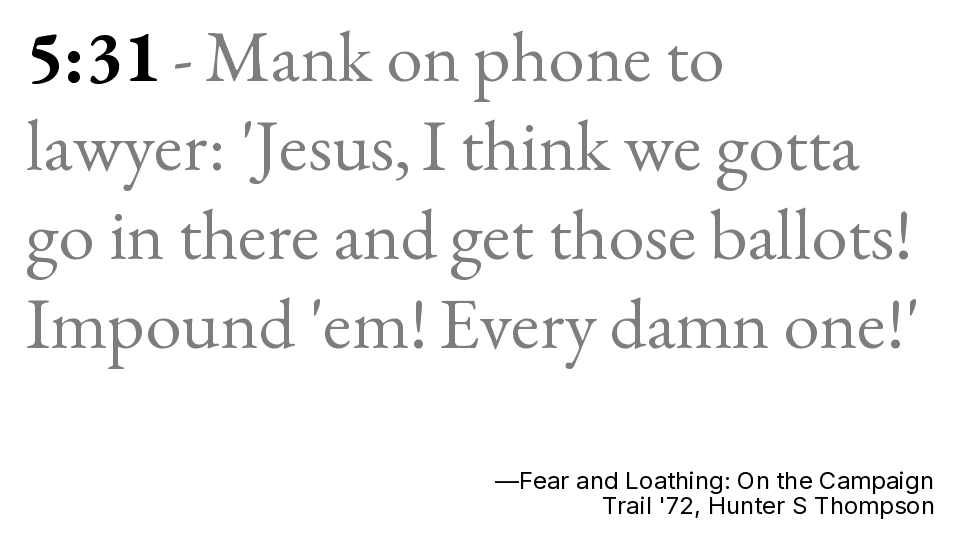 5:31 - Mank on phone to
lawyer: 'Jesus, I think we gotta
go in there and get those ballots!
Impound 'em! Every damn one!'
—Fear and Loathing: On the Campaign
Trail '72, Hunter S Thompson